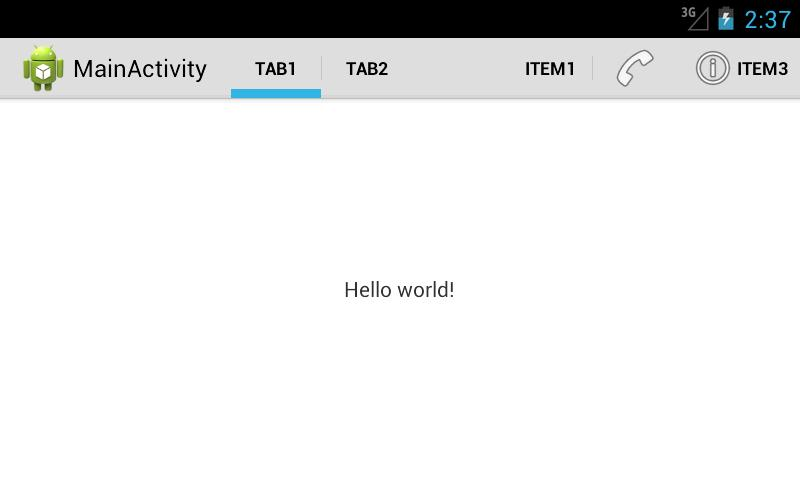 3G 2:37
MainActivity TAB1 TAB2 ITEM1 ITEM3
Hello world!